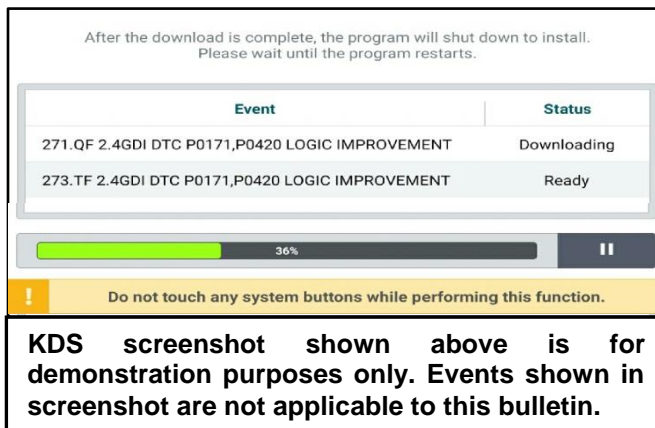 After the download is complete, the program will shut down to install.
Please wait until the program restarts.
Event Status
271.QF 2.4GDI DTC P0171,P0420 LOGIC IMPROVEMENT Downloading
273.TF 2.4GDI DTC P0171,P0420 LOGIC IMPROVEMENT Ready
36%
! Do not touch any system buttons while performing this function.
KDS screenshot shown above is for
demonstration purposes only. Events shown in
screenshot are not applicable to this bulletin.